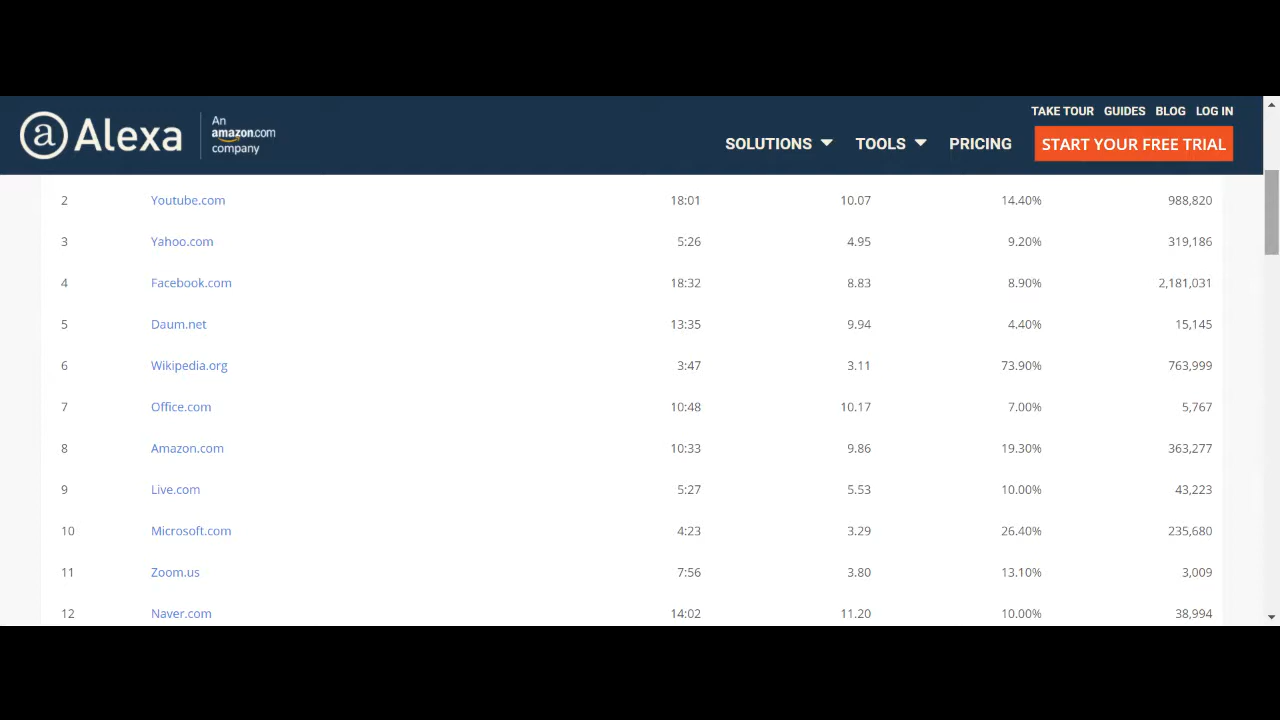 TAKE TOUR GUIDES BLOG LOG IN
a Alexa An amazon.com company
SOLUTIONS TOOLS PRICING START YOUR FREE TRIAL
2 Youtube.com 18:01 10.07 14.40% 988,820
3 Yahoo.com 5:26 4.95 9.20% 319,186
4 Facebook.com 18:32 8.83 8.90% 2,181,031
5 Daum.net 13:35 9.94 4.40% 15,145
6 Wikipedia.org 3:47 3.11 73.90% 763,999
7 Office.com 10:48 10.17 7.00% 5,767
8 Amazon.com 10:33 9.86 19.30% 363,277
9 Live.com 5:27 5.53 10.00% 43,223
10 Microsoft.com 4:23 3.29 26.40% 235,680
11 Zoom.us 7:56 3.80 13.10% 3,009
12 Naver.com 14:02 11.20 10.00% 38,994